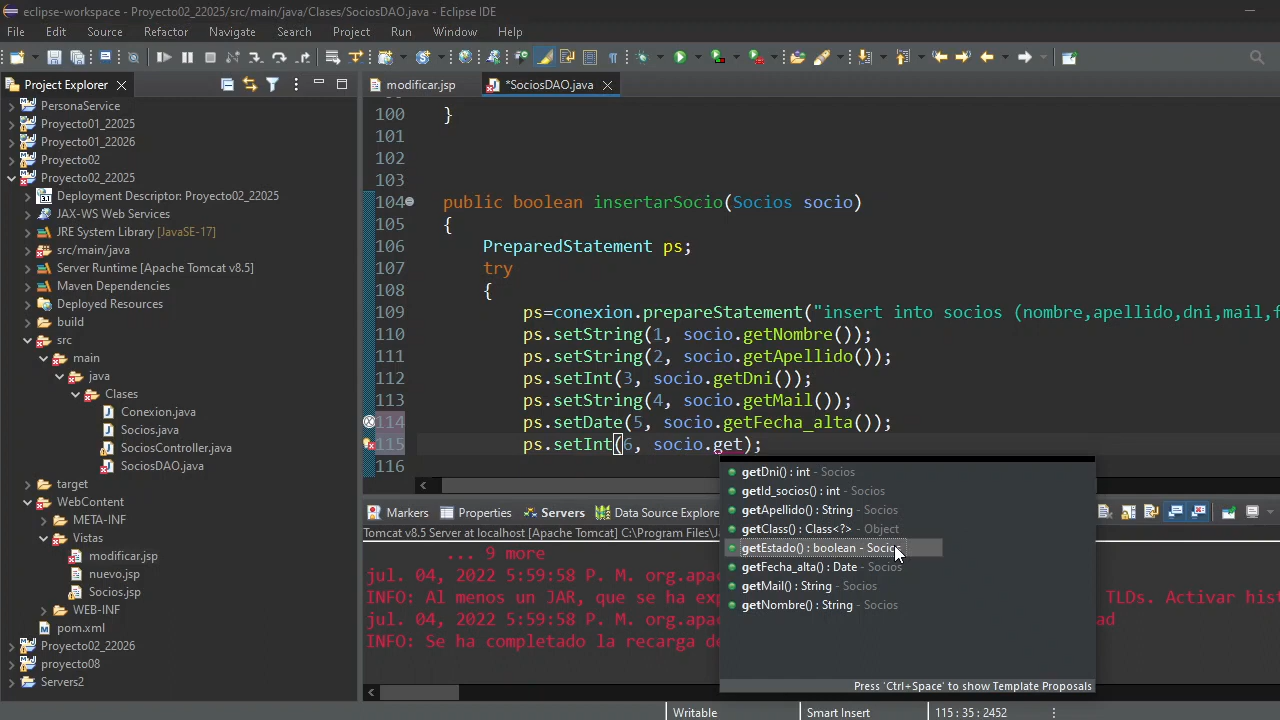 eclipse-workspace - Proyecto02_22025/src/main/java/Clases/SociosDAO.java - Eclipse IDE
File Edit Source Refactor Navigate Search Project Run Window Help
Project Explorer
modificar.jsp
*SociosDAO.java
PersonaService
Proyecto01_22025
Proyecto01_22026
Proyecto02
Proyecto02_22025
Deployment Descriptor: Proyecto02_22025
JAX-WS Web Services
JRE System Library [JavaSE-17]
src/main/java
Server Runtime [Apache Tomcat v8.5]
Maven Dependencies
Deployed Resources
build
src
main
java
Clases
Conexion.java
Socios.java
SociosController.java
SociosDAO.java
target
WebContent
META-INF
Vistas
modificar.jsp
nuevo.jsp
Socios.jsp
WEB-INF
pom.xml
Proyecto02_22026
proyecto08
Servers2
100 }
101
102
103
104 public boolean insertarSocio(Socios socio)
105 {
106 PreparedStatement ps;
107 try
108 {
109 ps=conexion.prepareStatement("insert into socios (nombre,apellido,dni,mail,f
110 ps.setString(1, socio.getNombre());
111 ps.setString(2, socio.getApellido());
112 ps.setInt(3, socio.getDni());
113 ps.setString(4, socio.getMail());
114 ps.setDate(5, socio.getFecha_alta());
115 ps.setInt(6, socio.get);
116
getDni() : int - Socios
getId_socios() : int - Socios
getApellido() : String - Socios
getClass() : Class<?> - Object
getEstado() : boolean - Socios
getFecha_alta() : Date - Socios
getMail() : String - Socios
getNombre() : String - Socios
Press 'Ctrl+Space' to show Template Proposals
Markers Properties Servers Data Source Explore
Tomcat v8.5 Server at localhost [Apache Tomcat] C:\Program Files\J
... 9 more
jul. 04, 2022 5:59:58 P. M. org.apa
INFO: Al menos un JAR, que se ha exp TLDs. Activar hist
jul. 04, 2022 5:59:58 P. M. org.apa ad
INFO: Se ha completado la recarga de
Writable
Smart Insert
115 : 35 : 2452